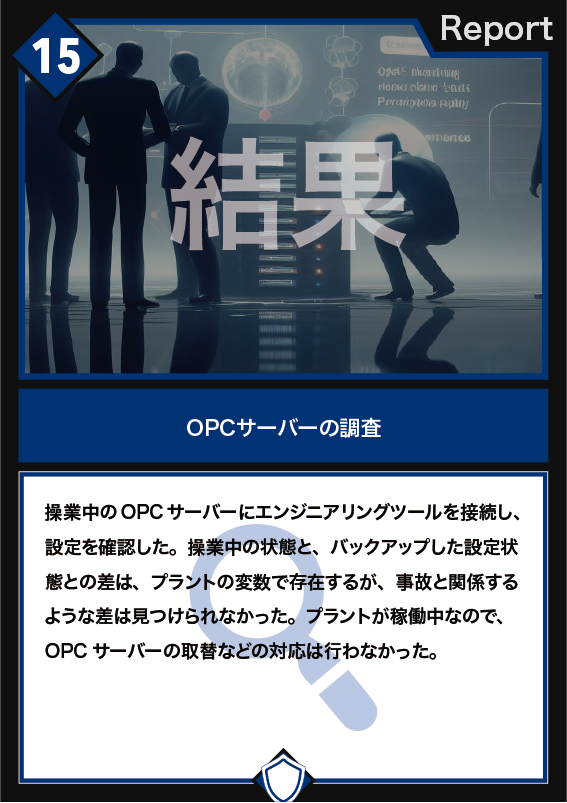 Report
15
結果
OPCサーバーの調査
操業中のOPCサーバーにエンジニアリングツールを接続し、
設定を確認した。操業中の状態と、バックアップした設定状
態との差は、プラントの変数で存在するが、事故と関係する
ような差は見つけられなかった。プラントが稼働中なので、
OPCサーバーの取替などの対応は行わなかった。